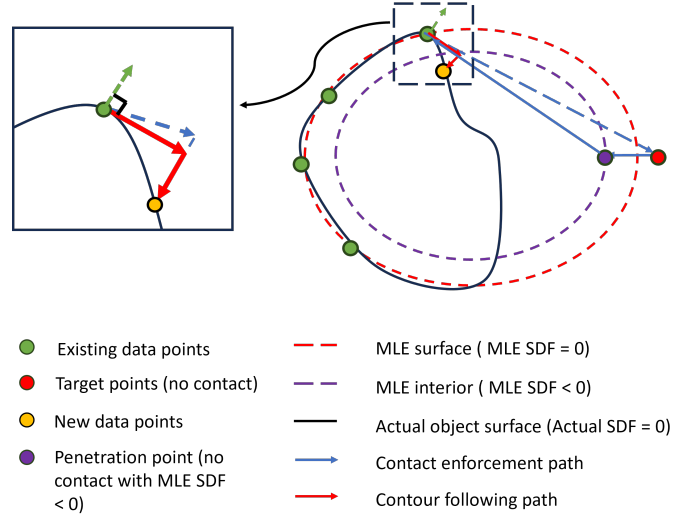 Existing data points
Target points (no contact)
New data points
Penetration point (no
contact with MLE SDF
< 0)
MLE surface ( MLE SDF = 0)
MLE interior ( MLE SDF < 0)
Actual object surface (Actual SDF = 0)
Contact enforcement path
Contour following path